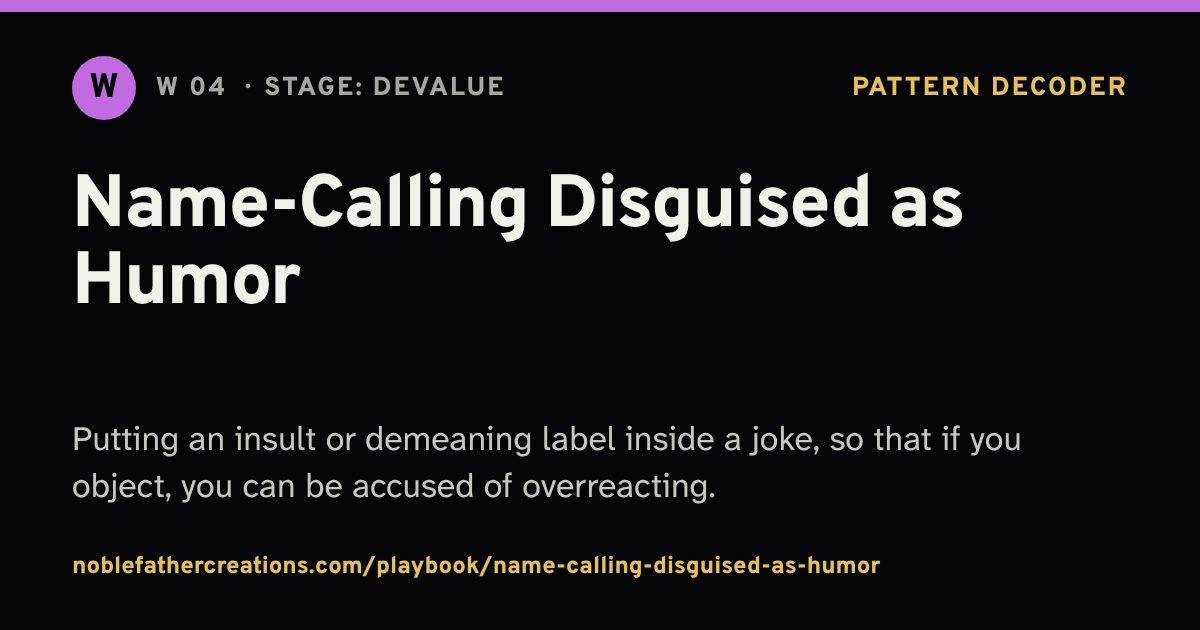 W
W 04 · STAGE: DEVALUE
PATTERN DECODER
Name-Calling Disguised as
Humor
Putting an insult or demeaning label inside a joke, so that if you
object, you can be accused of overreacting.
noblefathercreations.com/playbook/name-calling-disguised-as-humor